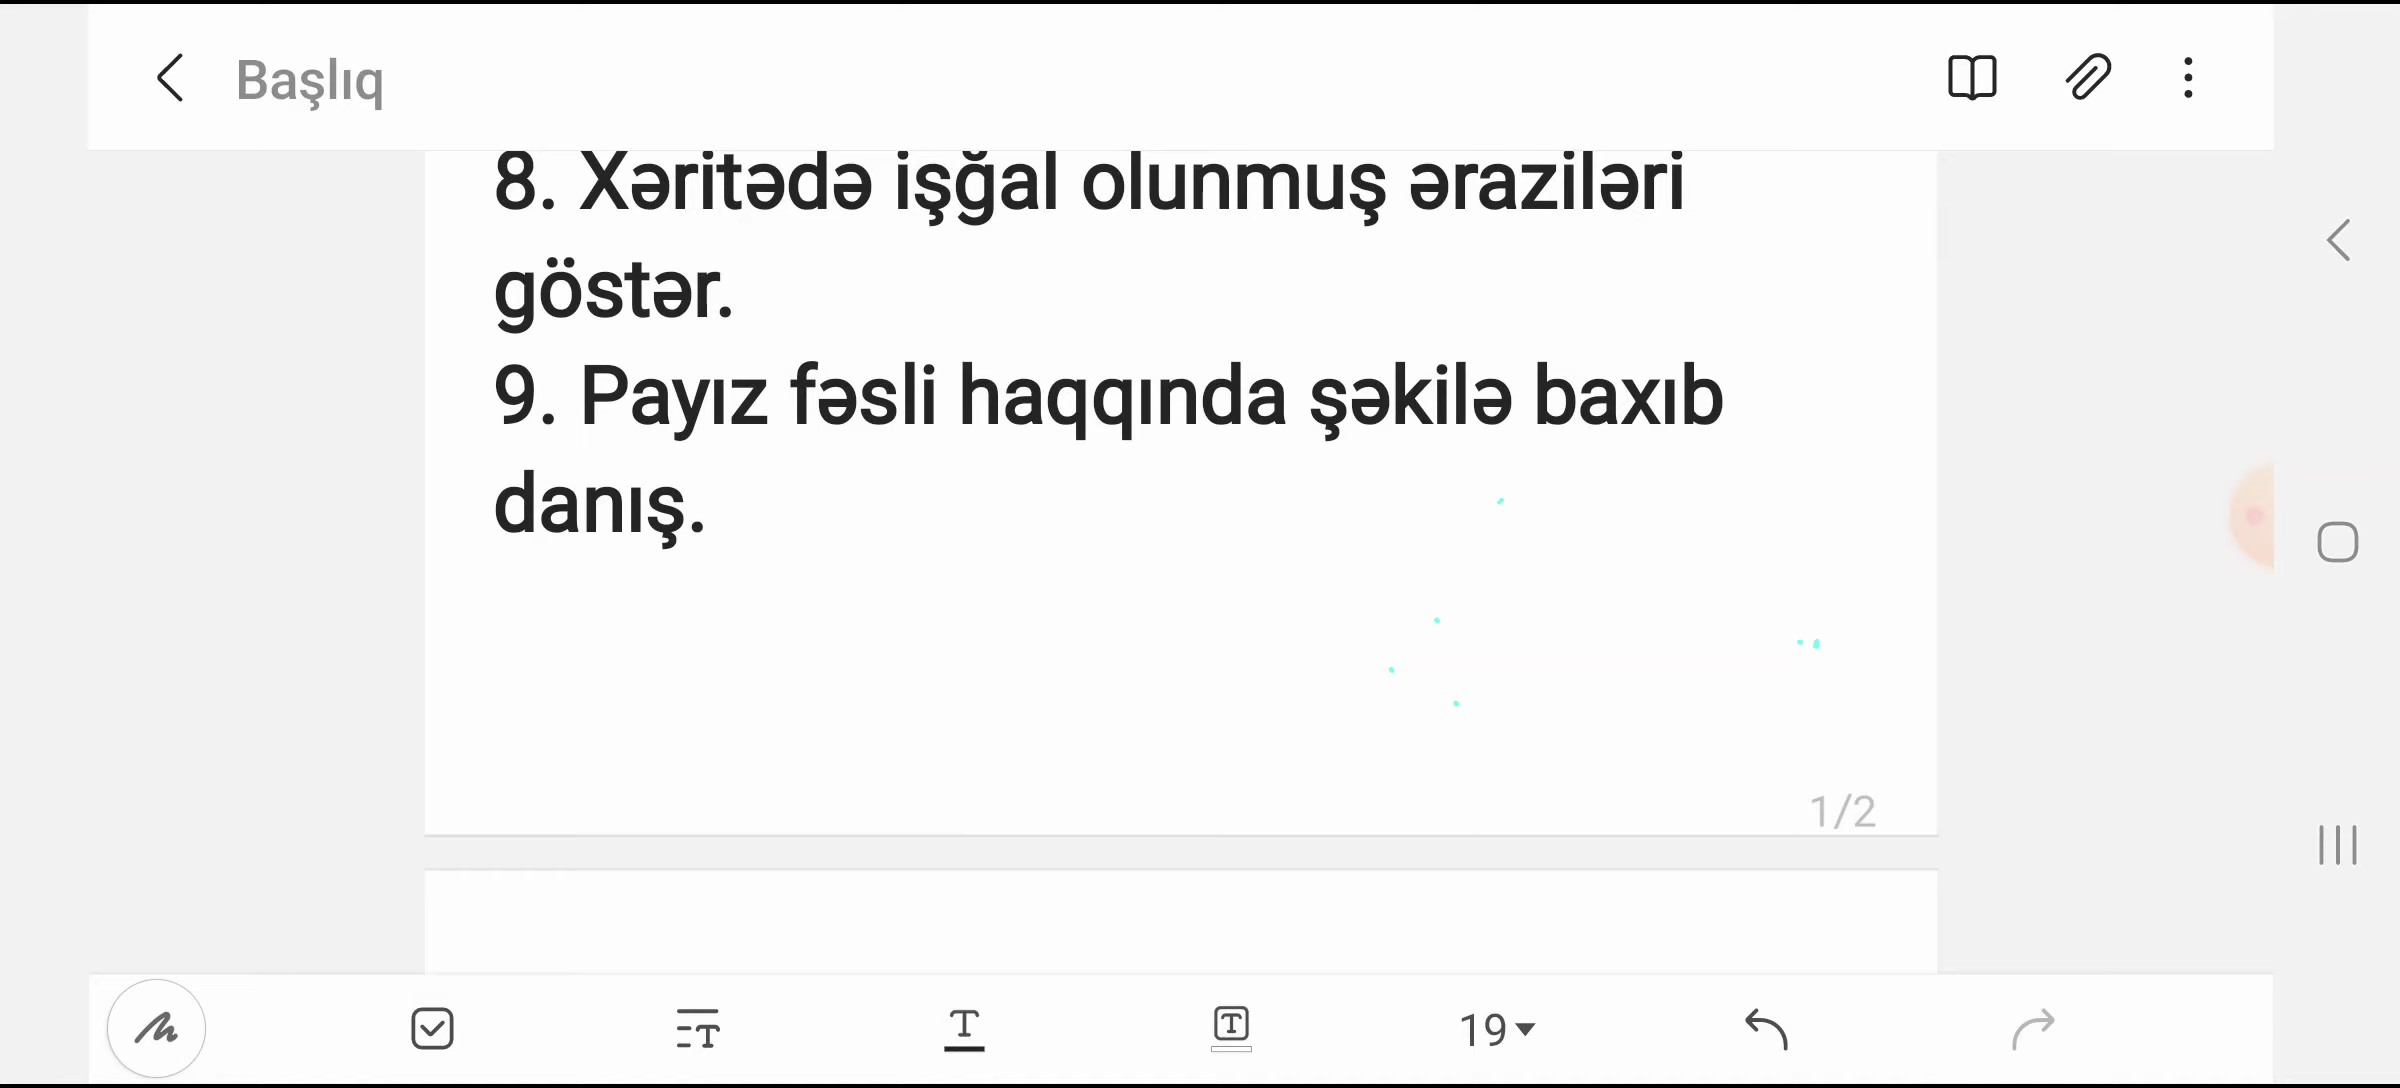 Başlıq
8. Xəritədə işğal olunmuş əraziləri
göstər.
9. Payız fəsli haqqında şəkilə baxıb
danış.
1/2
19